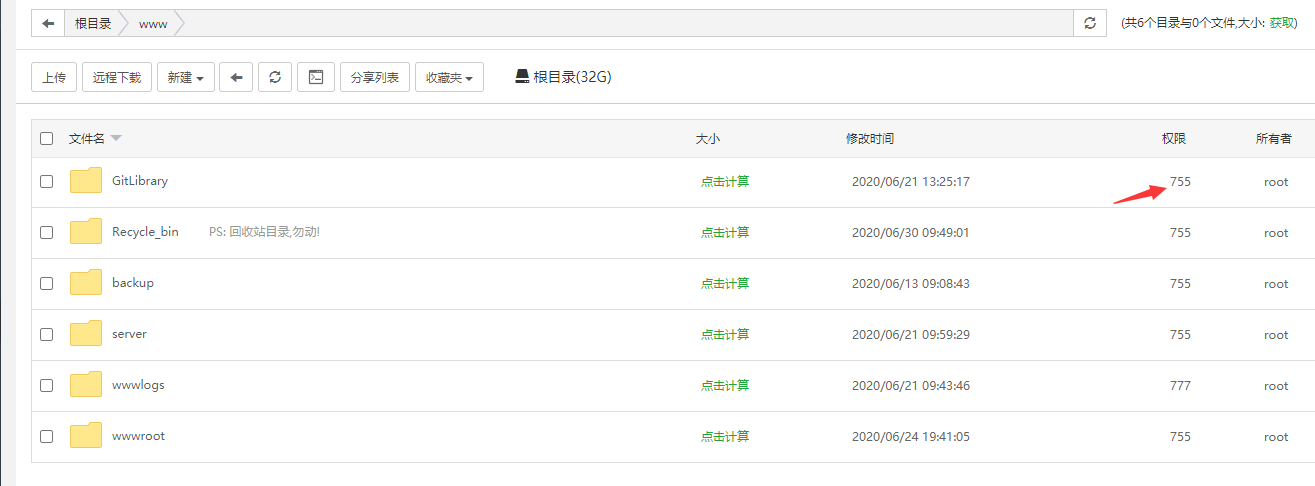 根目录 www (共6个目录与0个文件,大小: 获取)
上传 远程下载 新建 分享列表 收藏夹 根目录(32G)
文件名 大小 修改时间 权限 所有者
GitLibrary 点击计算 2020/06/21 13:25:17 755 root
Recycle_bin PS: 回收站目录,勿动! 点击计算 2020/06/30 09:49:01 755 root
backup 点击计算 2020/06/13 09:08:43 755 root
server 点击计算 2020/06/21 09:59:29 755 root
wwwlogs 点击计算 2020/06/21 09:43:46 777 root
wwwroot 点击计算 2020/06/24 19:41:05 755 root